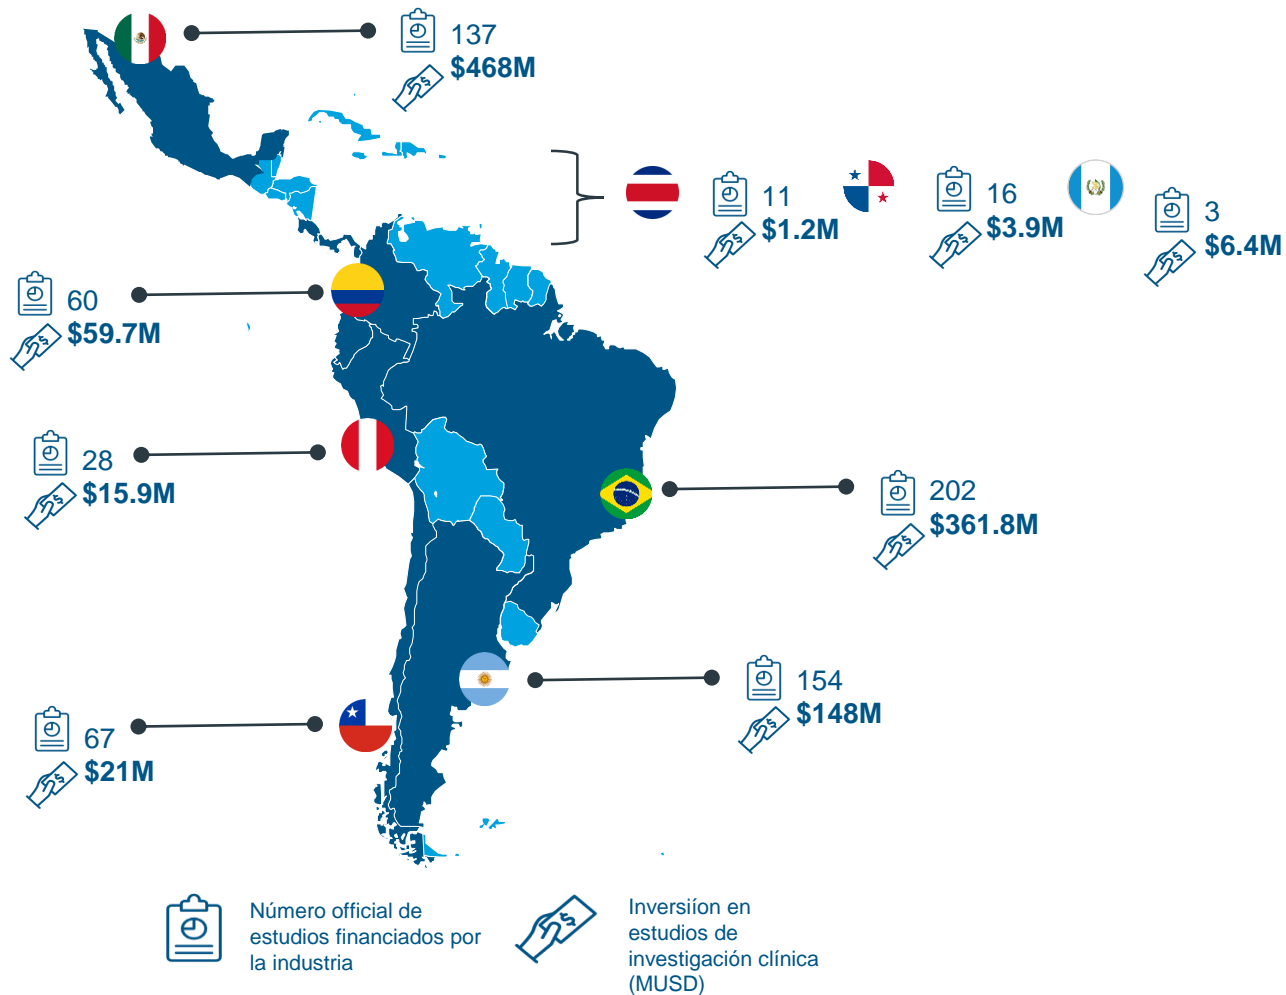 137
$468M
11
$1.2M
16
$3.9M
3
$6.4M
60
$59.7M
28
$15.9M
202
$361.8M
154
$148M
67
$21M
Número official de
estudios financiados por
la industria
Inversiíon en
estudios de
investigación clínica
(MUSD)